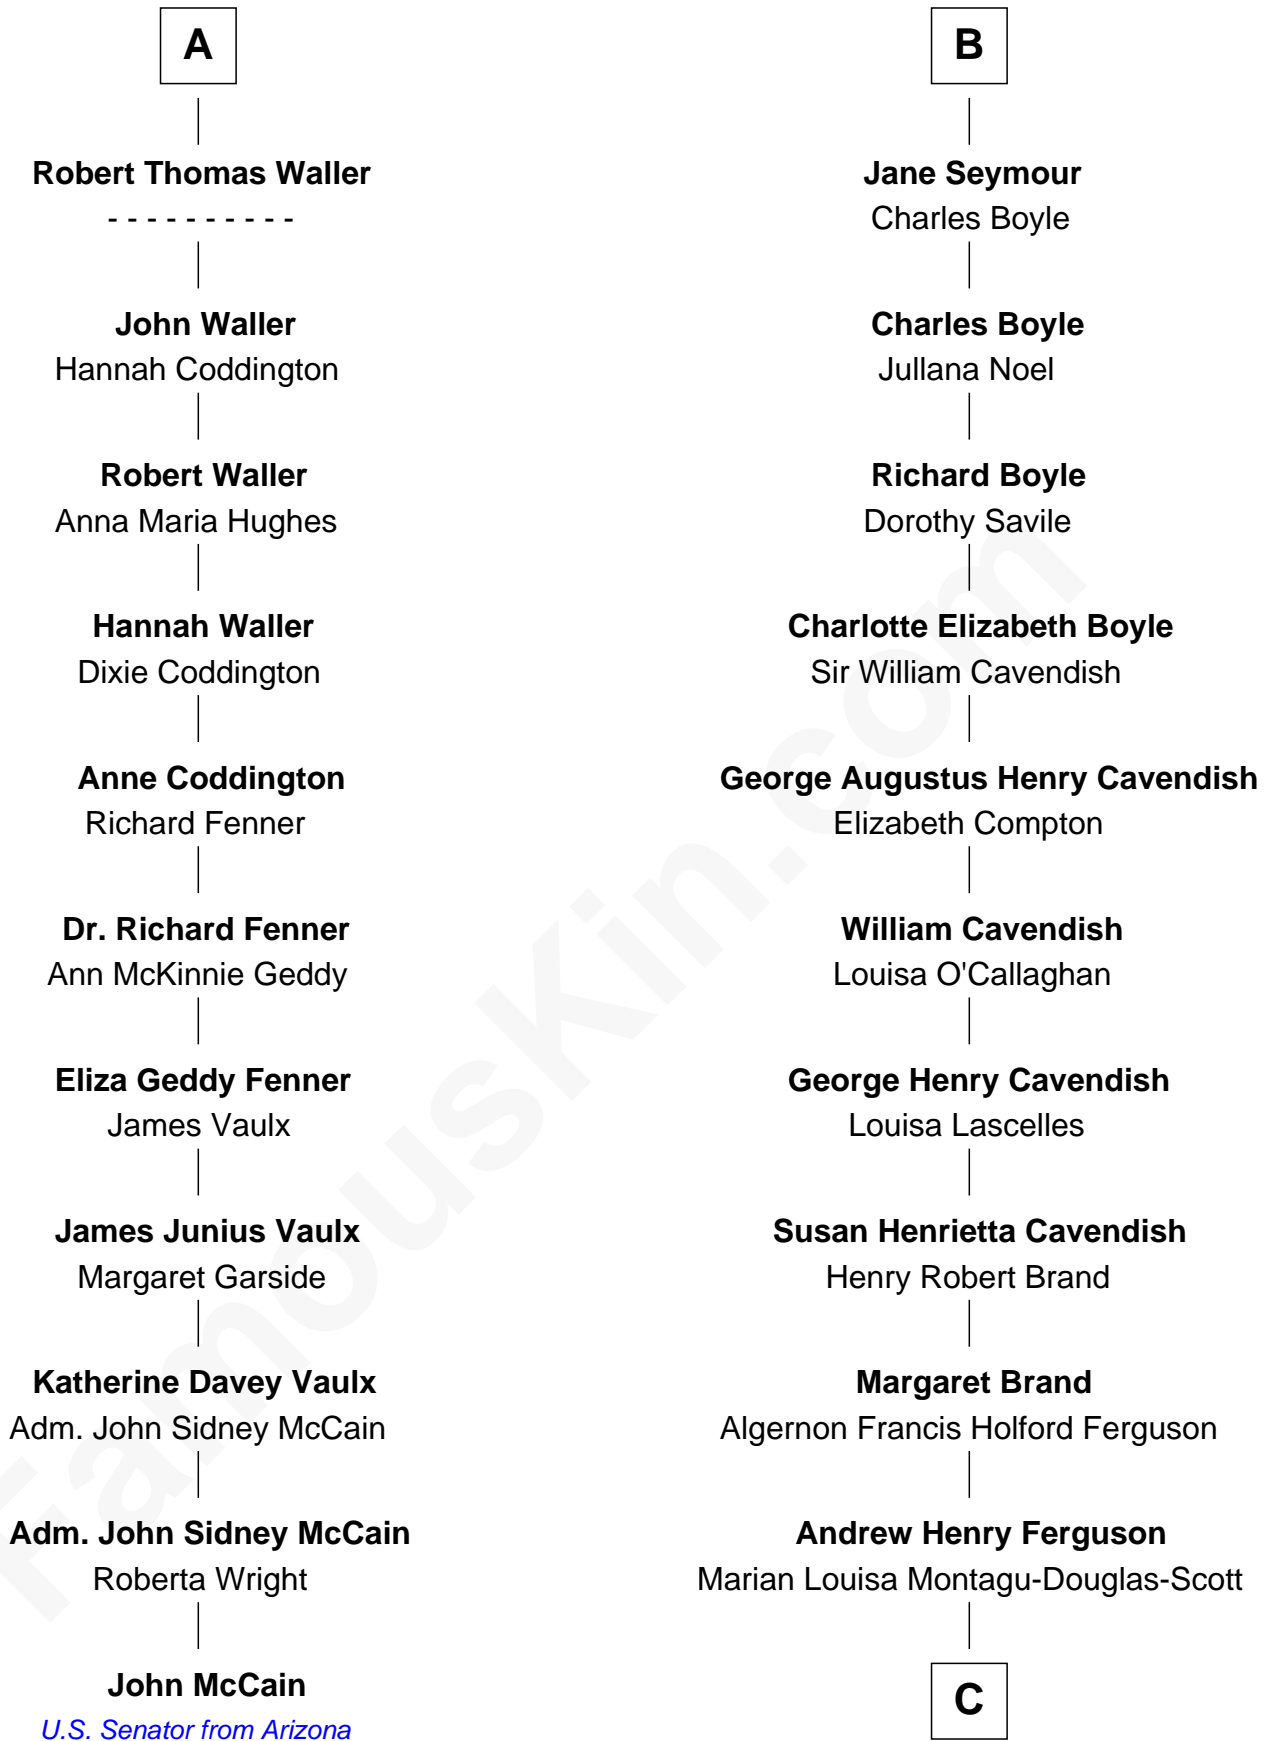 A
Robert Thomas Waller
- - - - - - - - - -
John Waller
Hannah Coddington
Robert Waller
Anna Maria Hughes
Hannah Waller
Dixie Coddington
Anne Coddington
Richard Fenner
Dr. Richard Fenner
Ann McKinnie Geddy
Eliza Geddy Fenner
James Vaulx
James Junius Vaulx
Margaret Garside
Katherine Davey Vaulx
Adm. John Sidney McCain
Adm. John Sidney McCain
Roberta Wright
John McCain
U.S. Senator from Arizona
B
Jane Seymour
Charles Boyle
Charles Boyle
Jullana Noel
Richard Boyle
Dorothy Savile
Charlotte Elizabeth Boyle
Sir William Cavendish
George Augustus Henry Cavendish
Elizabeth Compton
William Cavendish
Louisa O'Callaghan
George Henry Cavendish
Louisa Lascelles
Susan Henrietta Cavendish
Henry Robert Brand
Margaret Brand
Algernon Francis Holford Ferguson
Andrew Henry Ferguson
Marian Louisa Montagu-Douglas-Scott
C
FamousKin.com